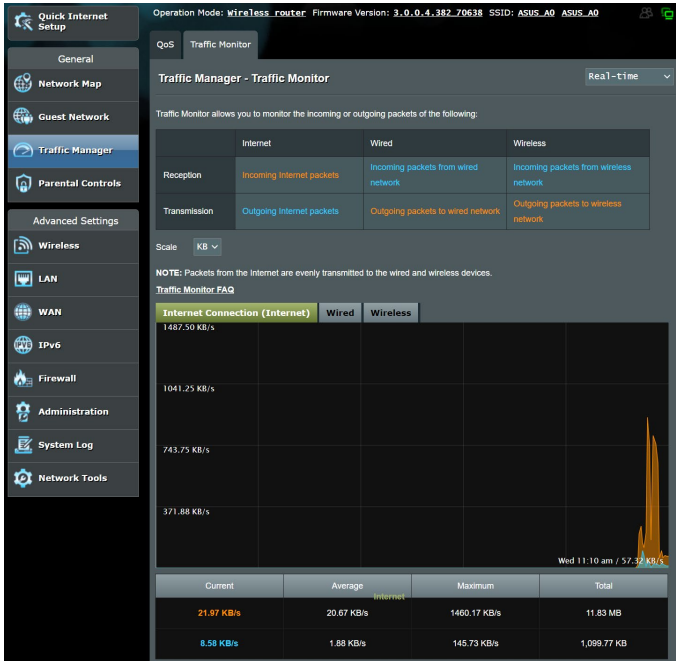 Quick Internet
Setup
General
Network Map
Guest Network
Traffic Manager
Parental Controls
Advanced Settings
Wireless
LAN
WAN
IPv6
IPv6
Firewall
Administration
System Log
Network Tools
Operation Mode: Wireless router Firmware Version: 3.0.0.4.382_70638 SSID: ASUS_A0 ASUS_A0
QoS Traffic Monitor
Traffic Manager - Traffic Monitor Real-time
Traffic Monitor allows you to monitor the incoming or outgoing packets of the following:
Internet Wired Wireless
Reception Incoming Internet packets Incoming packets from wired network Incoming packets from wireless network
Transmission Outgoing Internet packets Outgoing packets to wired network Outgoing packets to wireless network
Scale KB
NOTE: Packets from the Internet are evenly transmitted to the wired and wireless devices.
Traffic Monitor FAQ
Internet Connection (Internet) Wired Wireless
1487.50 KB/s
1041.25 KB/s
743.75 KB/s
371.88 KB/s
Wed 11:10 am / 57.32 KB/s
Current Average Maximum Total
Internet
21.97 KB/s 20.67 KB/s 1460.17 KB/s 11.83 MB
8.58 KB/s 1.88 KB/s 145.73 KB/s 1,099.77 KB